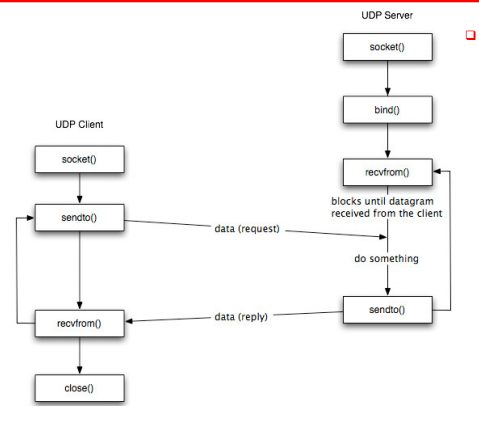 UDP Server
socket()
bind()
UDP Client
socket()
recvfrom()
blocks until datagram
received from the client
sendto()
data (request)
do something
sendto()
data (reply)
recvfrom()
close()